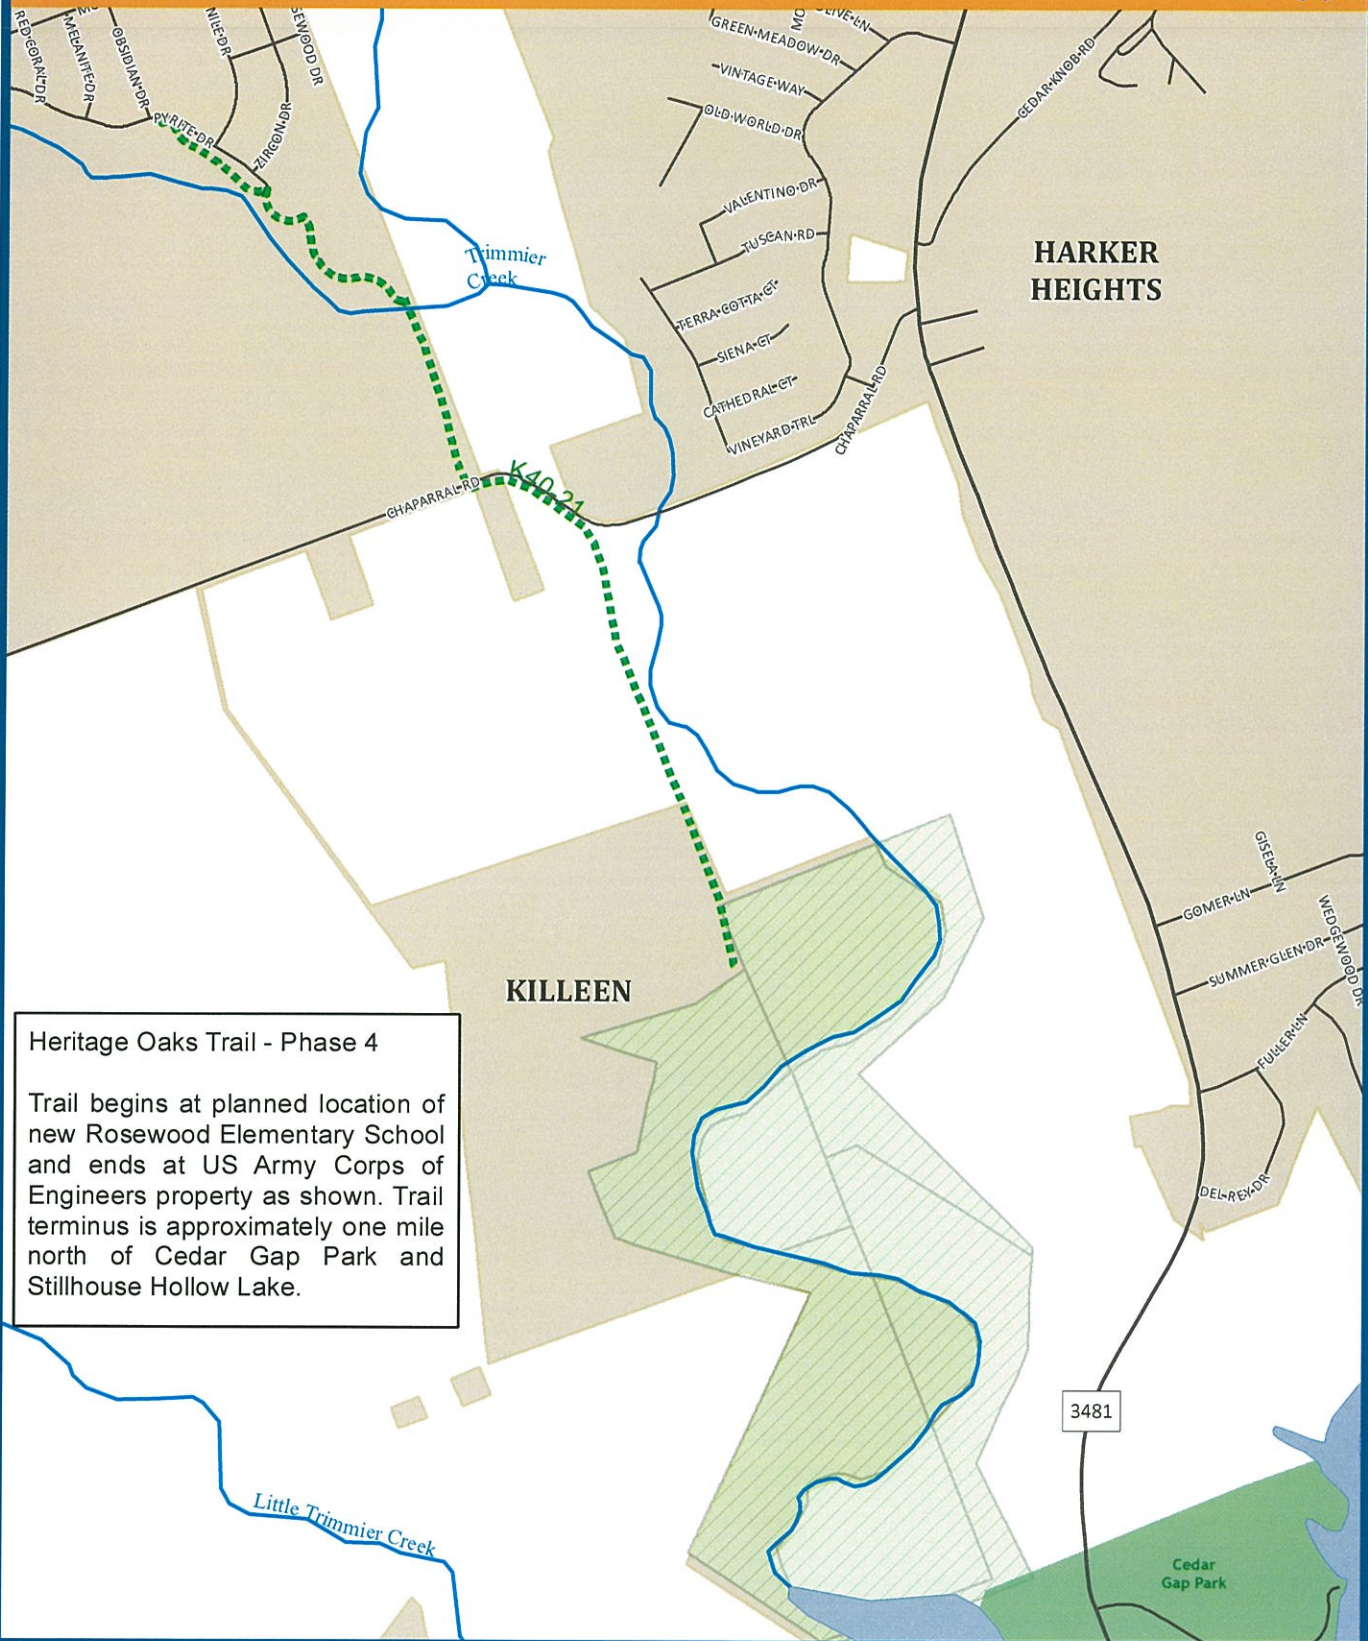 RED CORAL DR
MELANITE DR
OBSIDIAN DR
PYRITE DR
ZIRCON DR
OLIVE LN
GREEN MEADOW DR
VINTAGE WAY
OLD WORLD DR
CEDAR KNOB RD
VALENTINO DR
TUSCAN RD
Trimmier
Creek
HARKER
HEIGHTS
TERRA COTTA CT
SIENA CT
CATHEDRAL CT
VINEYARD TRL
CHAPARRAL RD
CHAPARRAL RD
K40-21
GISELA LN
GOMER LN
WEDGEWOOD DR
SUMMER GLEN DR
FULLER LN
DEL REY DR
KILLEEN
Heritage Oaks Trail - Phase 4
Trail begins at planned location of
new Rosewood Elementary School
and ends at US Army Corps of
Engineers property as shown. Trail
terminus is approximately one mile
north of Cedar Gap Park and
Stillhouse Hollow Lake.
3481
Little Trimmier Creek
Cedar
Gap Park